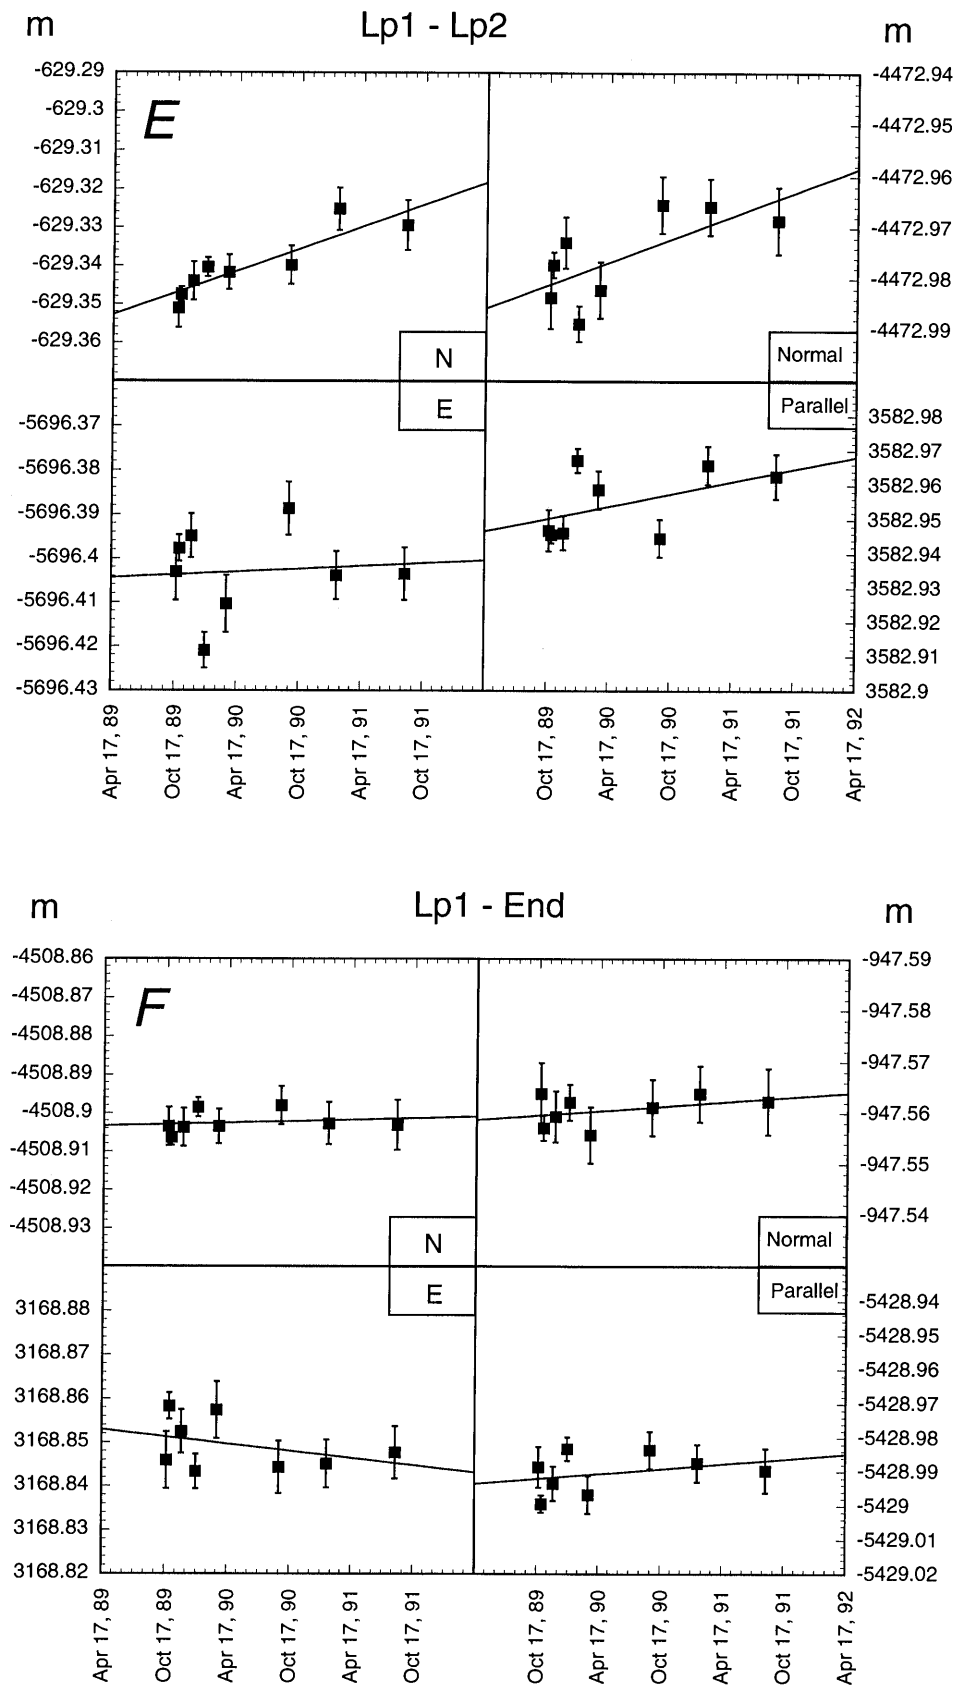 m Lp1 - Lp2 m
E
-629.29
-629.3
-629.31
-629.32
-629.33
-629.34
-629.35
-629.36
-4472.94
-4472.95
-4472.96
-4472.97
-4472.98
-4472.99
N
Normal
E
Parallel
-5696.37
-5696.38
-5696.39
-5696.4
-5696.41
-5696.42
-5696.43
3582.98
3582.97
3582.96
3582.95
3582.94
3582.93
3582.92
3582.91
3582.9
Apr 17, 89
Oct 17, 89
Apr 17, 90
Oct 17, 90
Apr 17, 91
Oct 17, 91
Oct 17, 89
Apr 17, 90
Oct 17, 90
Apr 17, 91
Oct 17, 91
Apr 17, 92
m Lp1 - End m
F
-4508.86
-4508.87
-4508.88
-4508.89
-4508.9
-4508.91
-4508.92
-4508.93
-947.59
-947.58
-947.57
-947.56
-947.55
-947.54
N
Normal
E
Parallel
3168.88
3168.87
3168.86
3168.85
3168.84
3168.83
3168.82
-5428.94
-5428.95
-5428.96
-5428.97
-5428.98
-5428.99
-5429
-5429.01
-5429.02
Apr 17, 89
Oct 17, 89
Apr 17, 90
Oct 17, 90
Apr 17, 91
Oct 17, 91
Oct 17, 89
Apr 17, 90
Oct 17, 90
Apr 17, 91
Oct 17, 91
Apr 17, 92